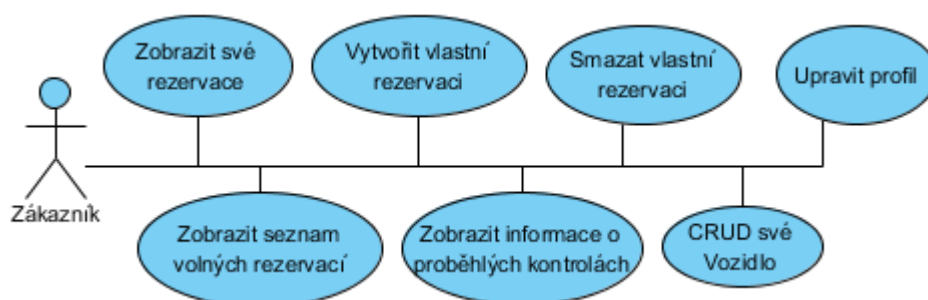 Zobrazit své
rezervace
Vytvořit vlastní
rezervaci
Smazat vlastní
rezervaci
Upravit profil
Zákazník
Zobrazit seznam
volných rezervací
Zobrazit informace o
proběhlých kontrolách
CRUD své
Vozidlo